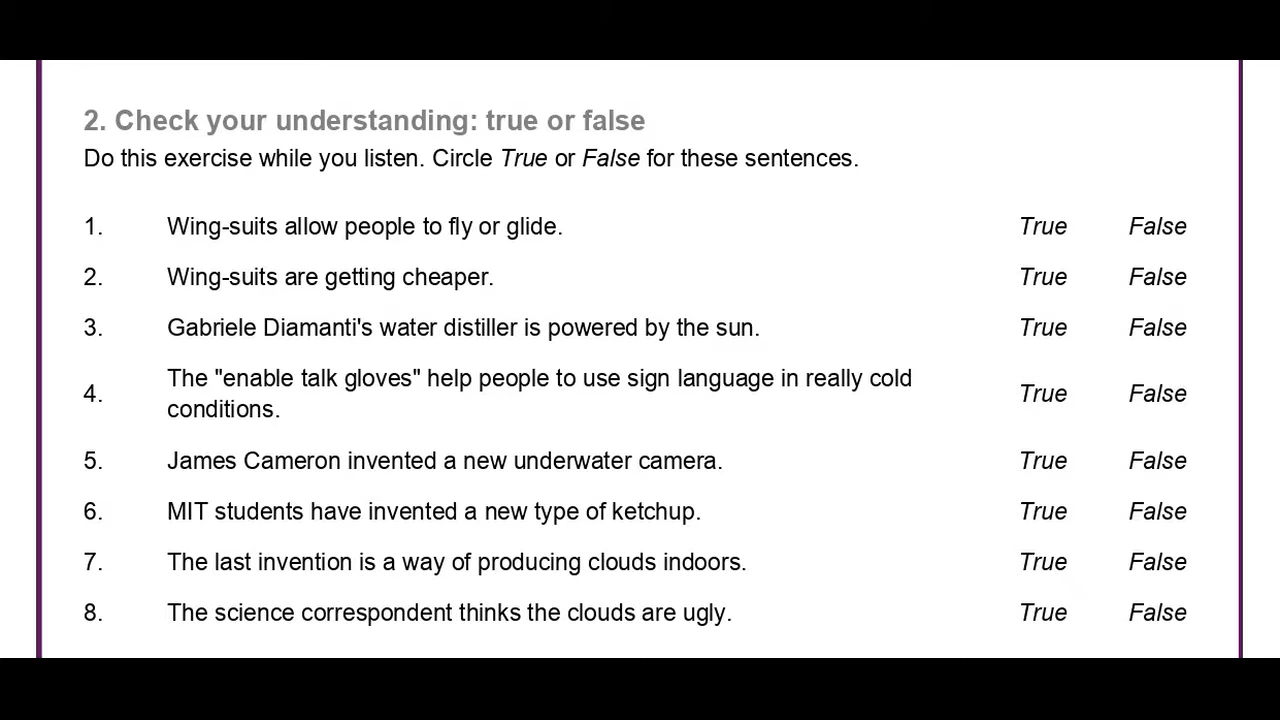 2. Check your understanding: true or false
Do this exercise while you listen. Circle True or False for these sentences.
1. Wing-suits allow people to fly or glide. True False
2. Wing-suits are getting cheaper. True False
3. Gabriele Diamanti's water distiller is powered by the sun. True False
4. The "enable talk gloves" help people to use sign language in really cold
conditions. True False
5. James Cameron invented a new underwater camera. True False
6. MIT students have invented a new type of ketchup. True False
7. The last invention is a way of producing clouds indoors. True False
8. The science correspondent thinks the clouds are ugly. True False